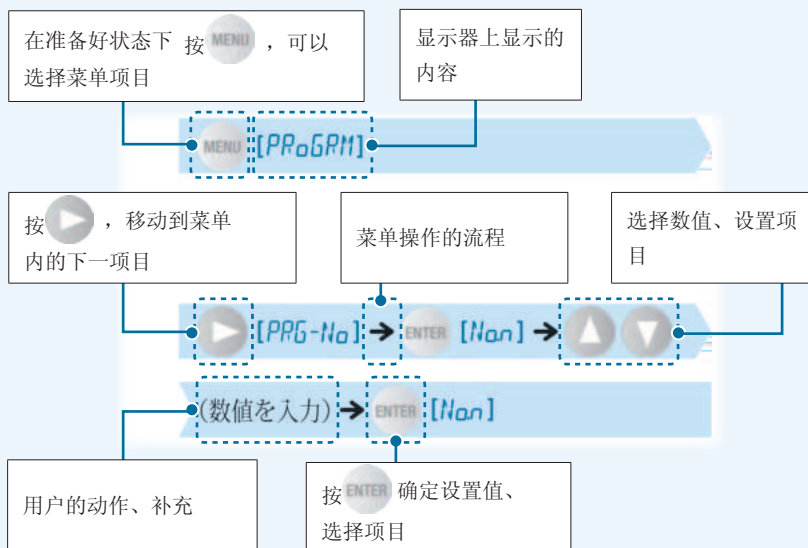 在准备好状态下 按 MENU ，可以
选择菜单项目
显示器上显示的
内容
MENU [PRoGRM]
按 ，移动到菜单
内的下一项目
菜单操作的流程
选择数值、设置项
目
[PRG-No] → ENTER [Non] →
(数値を入力) → ENTER [Non]
用户的动作、补充
按 ENTER 确定设置值、
选择项目